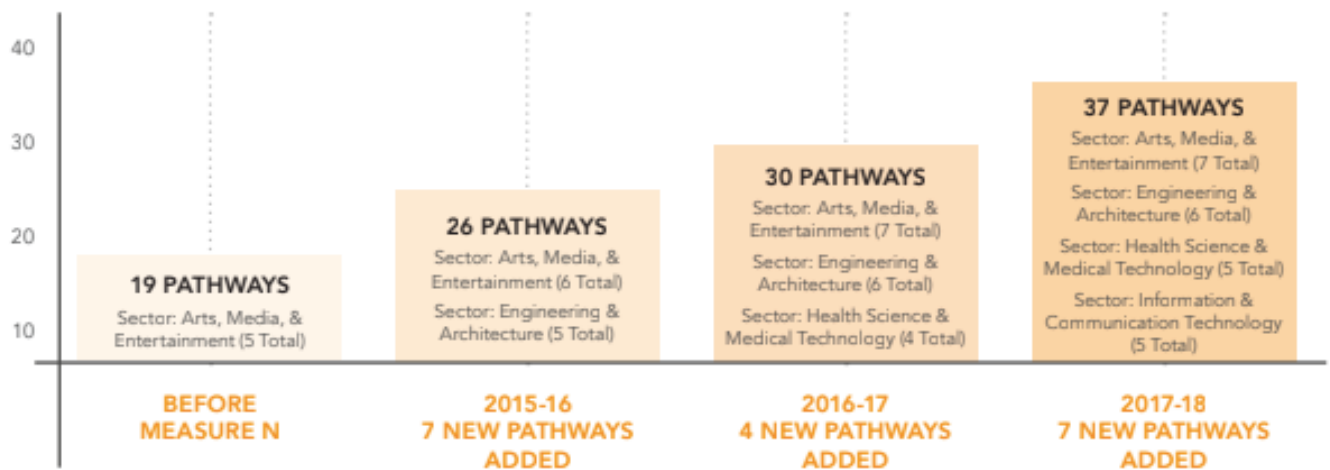 40
30
20
10
19 PATHWAYS
Sector: Arts, Media, &
Entertainment (5 Total)
26 PATHWAYS
Sector: Arts, Media, &
Entertainment (6 Total)
Sector: Engineering &
Architecture (5 Total)
30 PATHWAYS
Sector: Arts, Media, &
Entertainment (7 Total)
Sector: Engineering &
Architecture (6 Total)
Sector: Health Science &
Medical Technology (4 Total)
37 PATHWAYS
Sector: Arts, Media, &
Entertainment (7 Total)
Sector: Engineering &
Architecture (6 Total)
Sector: Health Science &
Medical Technology (5 Total)
Sector: Information &
Communication Technology
(5 Total)
BEFORE
MEASURE N
2015-16
7 NEW PATHWAYS
ADDED
2016-17
4 NEW PATHWAYS
ADDED
2017-18
7 NEW PATHWAYS
ADDED